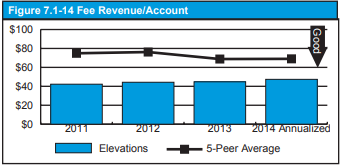 Figure 7.1-14 Fee Revenue/Account
$100
$80
$60
$40
$20
$0
Good
2011 2012 2013 2014 Annualized
Elevations 5-Peer Average